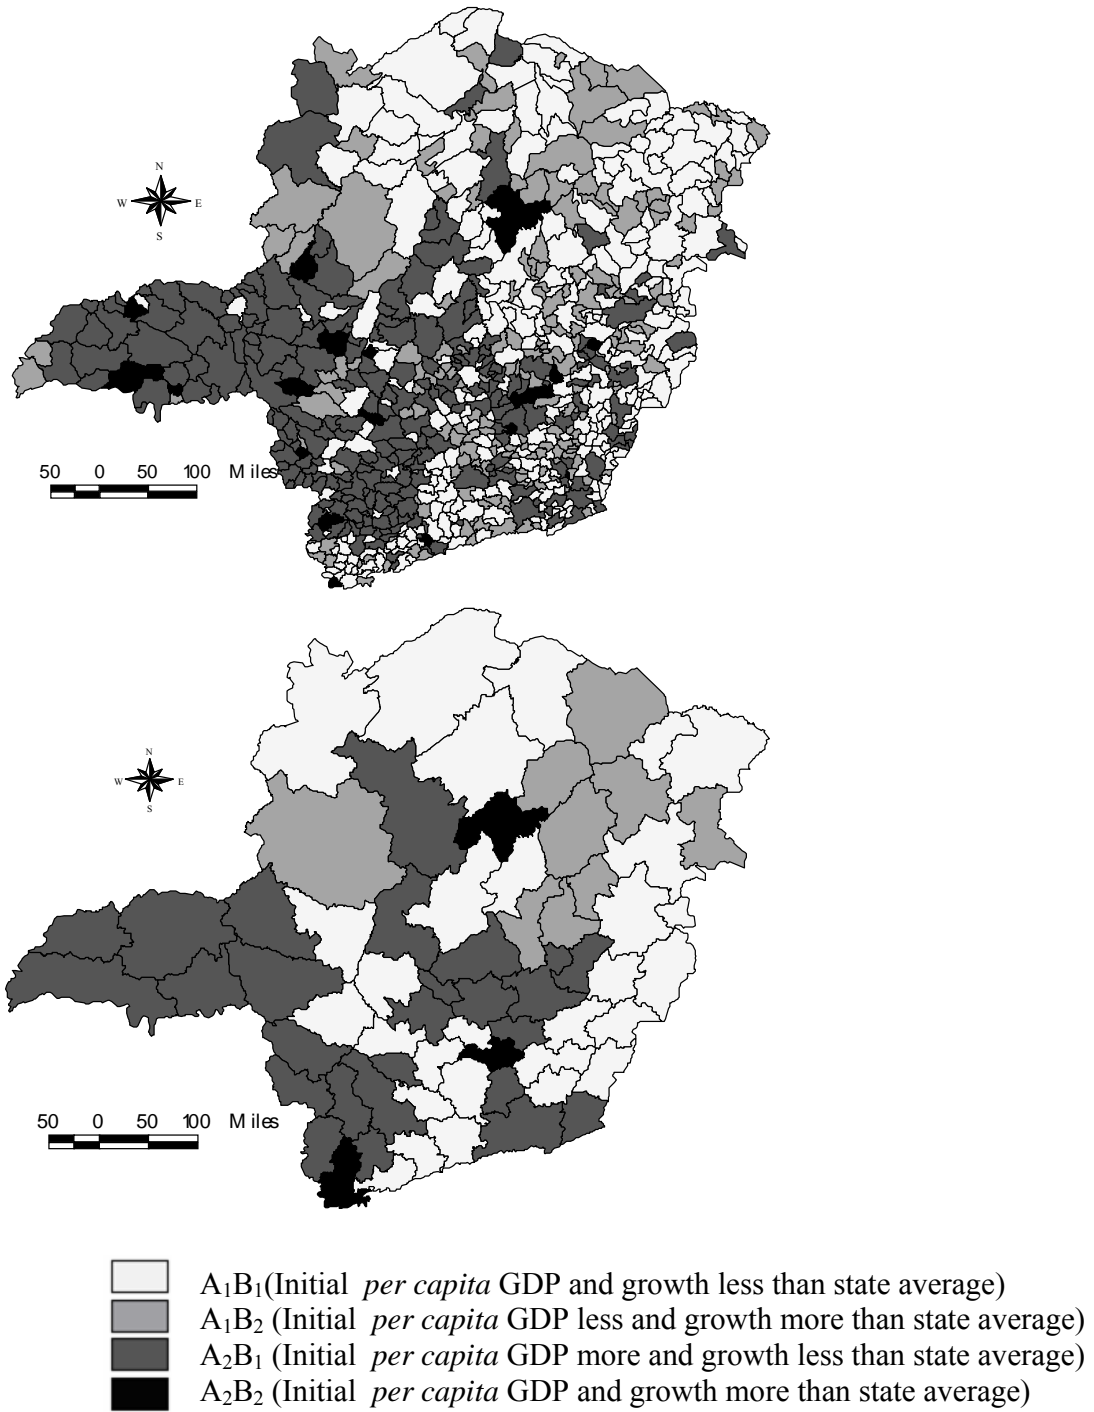 N
W E
S
50 0 50 100 Miles
N
W E
S
50 0 50 100 Miles
A₁B₁(Initial per capita GDP and growth less than state average)
A₁B₂ (Initial per capita GDP less and growth more than state average)
A₂B₁ (Initial per capita GDP more and growth less than state average)
A₂B₂ (Initial per capita GDP and growth more than state average)